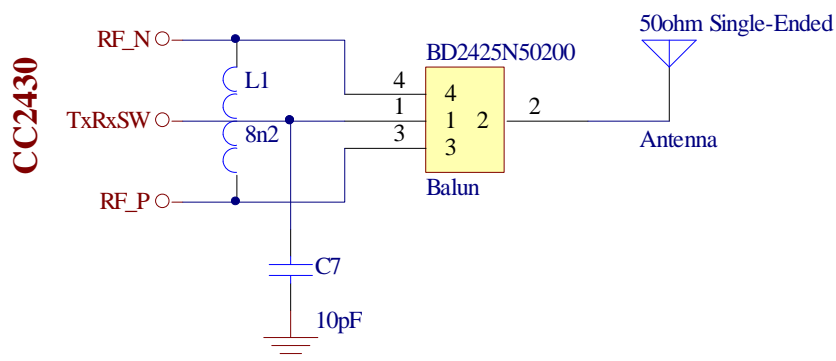 50ohm Single-Ended
RF_N
BD2425N50200
CC2430
L1
4
4
TxRxSW
1
1
2
2
8n2
3
3
Antenna
RF_P
Balun
C7
10pF